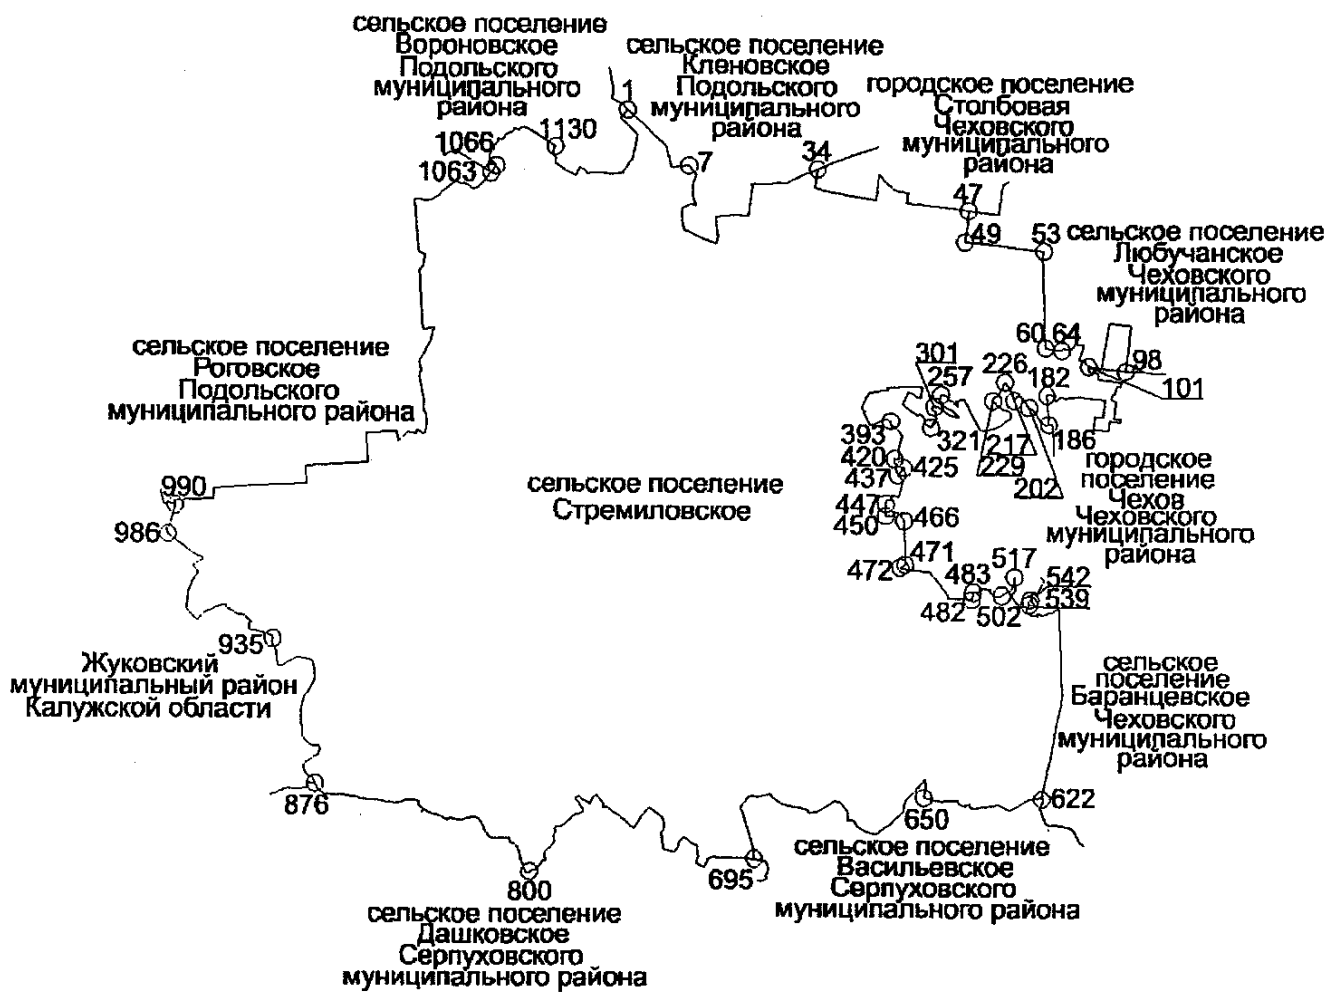 сельское поселение
Вороновское
Подольского
муниципального
района
сельское поселение
Кленовское
Подольского
муниципального
района
городское поселение
Столбовая
Чеховского
муниципального
района
1
1130
1066
1063
7
34
47
49
53
сельское поселение
Любучанское
Чеховского
муниципального
района
60
64
98
101
301
257
226
182
393
321
217
186
229
202
420
425
437
447
450
466
471
472
городское
поселение
Чехов
Чеховского
муниципального
района
сельское поселение
Роговское
Подольского
муниципального района
990
986
сельское поселение
Стремиловское
483
517
542
482
502
539
935
Жуковский
муниципальный район
Калужской области
сельское
поселение
Баранцевское
Чеховского
муниципального
района
876
622
650
695
800
сельское поселение
Васильевское
Серпуховского
муниципального района
сельское поселение
Дашковское
Серпуховского
муниципального района